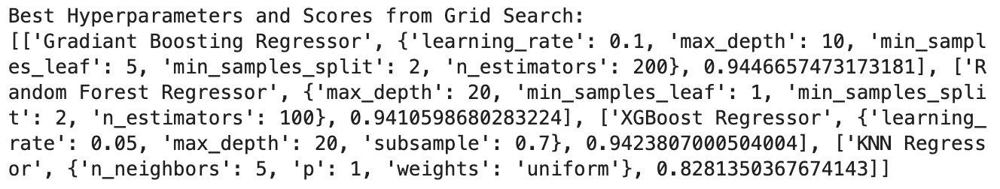 Best Hyperparameters and Scores from Grid Search:
[['Gradiant Boosting Regressor', {'learning_rate': 0.1, 'max_depth': 10, 'min_sampl
es_leaf': 5, 'min_samples_split': 2, 'n_estimators': 200}, 0.9446657473173181], ['R
andom Forest Regressor', {'max_depth': 20, 'min_samples_leaf': 1, 'min_samples_spli
t': 2, 'n_estimators': 100}, 0.9410598680283224], ['XGBoost Regressor', {'learning_
rate': 0.05, 'max_depth': 20, 'subsample': 0.7}, 0.9423807000504004], ['KNN Regress
or', {'n_neighbors': 5, 'p': 1, 'weights': 'uniform'}, 0.8281350367674143]]